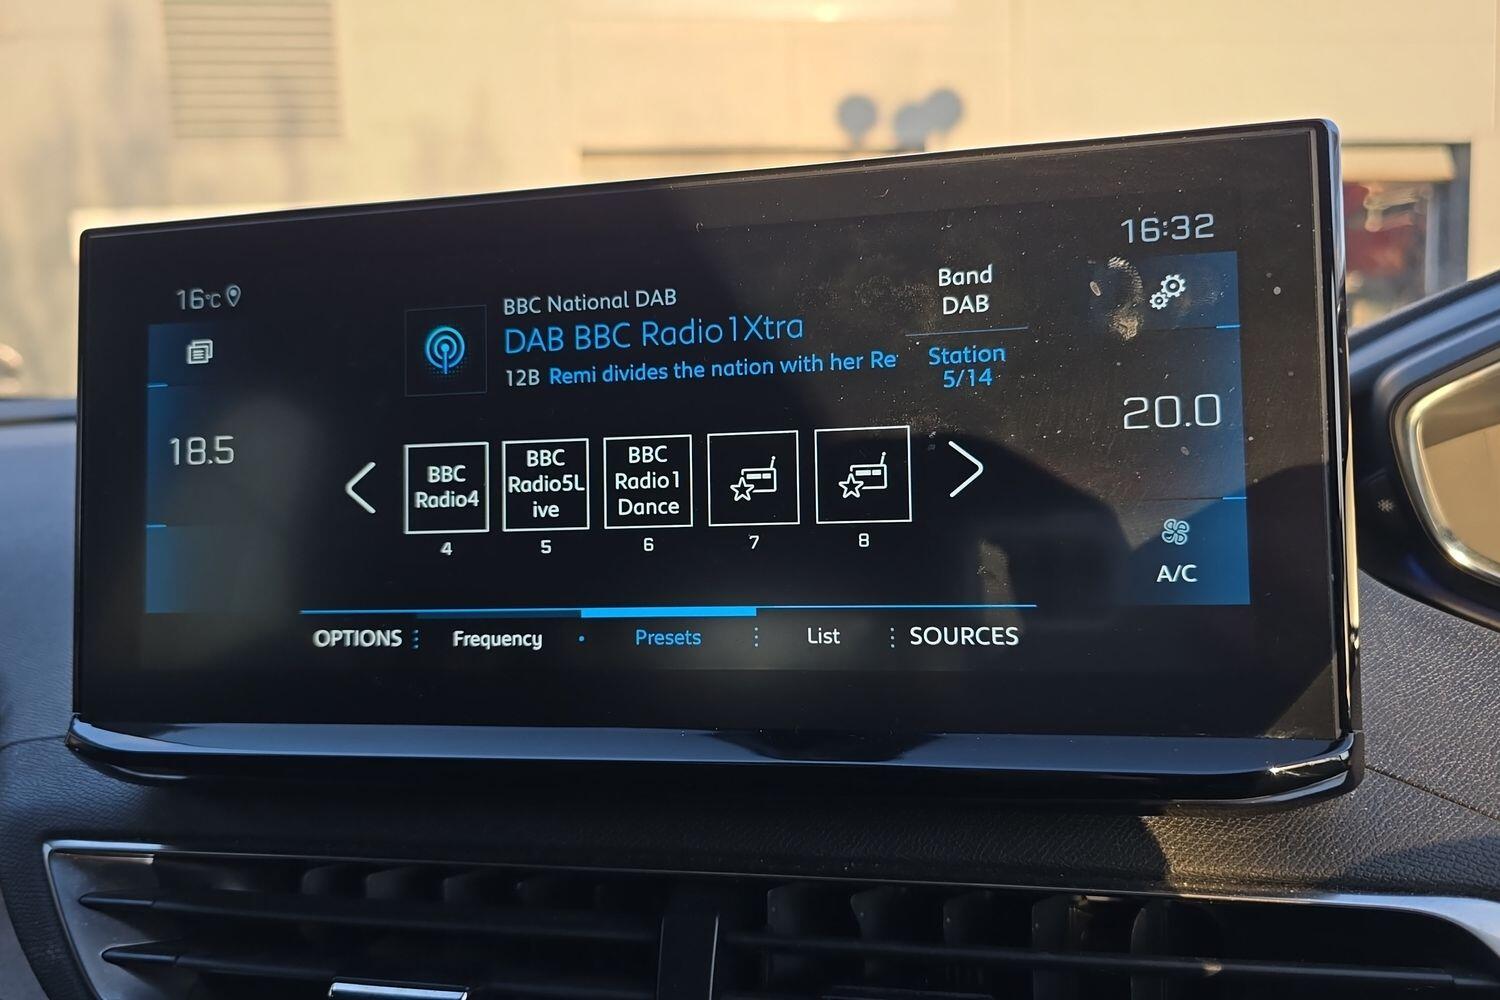 16:32
16°C
BBC National DAB
DAB BBC Radio1Xtra
12B Remi divides the nation with her Re
Band
DAB
Station
5/14
18.5
20.0
BBC
Radio4
4
BBC
Radio5L
ive
5
BBC
Radio1
Dance
6
7
8
A/C
OPTIONS
Frequency
Presets
List
SOURCES